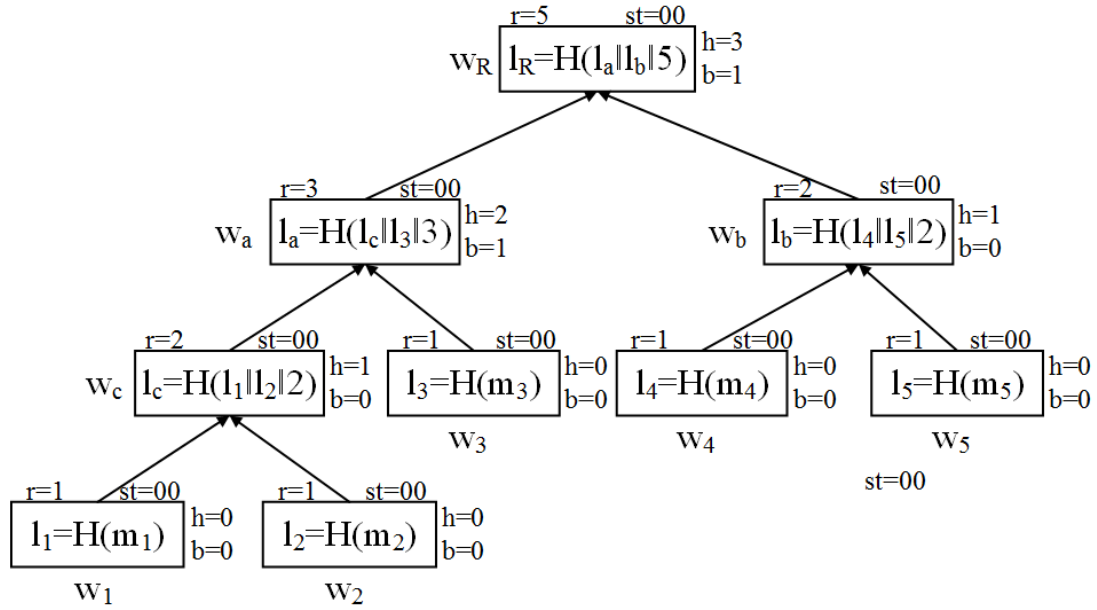 r=5 st=00
w_R l_R=H(l_a||l_b||5) h=3
b=1
r=3 st=00
w_a l_a=H(l_c||l_3||3) h=2
b=1
r=2 st=00
w_b l_b=H(l_4||l_5||2) h=1
b=0
r=2 st=00
w_c l_c=H(l_1||l_2||2) h=1
b=0
r=1 st=00
l_3=H(m_3) h=0
b=0
w_3
r=1 st=00
l_4=H(m_4) h=0
b=0
w_4
r=1 st=00
l_5=H(m_5) h=0
b=0
w_5
st=00
r=1 st=00
l_1=H(m_1) h=0
b=0
w_1
r=1 st=00
l_2=H(m_2) h=0
b=0
w_2